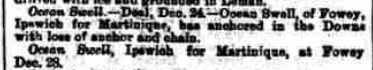 Ocean Swell.—Deal, Dec. 24.—Ocean Swell, of Fowey,
Ipswich for Martinique, has anchored in the Downs
with loss of anchor and chain.
Ocean Swell, Ipswich for Martinique, at Fowey
Dec. 28.